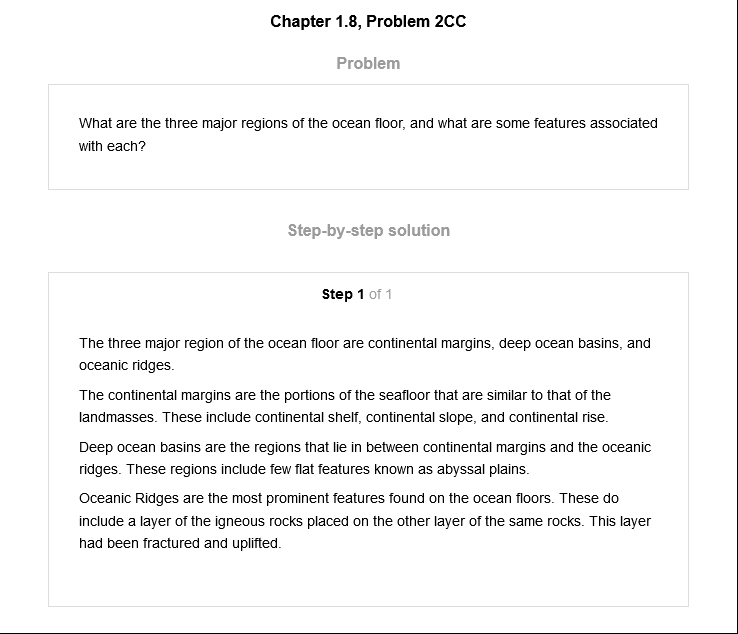 Chapter 1.8, Problem 2CC
Problem
What are the three major regions of the ocean floor, and what are some features associated
with each?
Step-by-step solution
Step 1 of 1
The three major region of the ocean floor are continental margins, deep ocean basins, and
oceanic ridges.
The continental margins are the portions of the seafloor that are similar to that of the
landmasses. These include continental shelf, continental slope, and continental rise.
Deep ocean basins are the regions that lie in between continental margins and the oceanic
ridges. These regions include few flat features known as abyssal plains.
Oceanic Ridges are the most prominent features found on the ocean floors. These do
include a layer of the igneous rocks placed on the other layer of the same rocks. This layer
had been fractured and uplifted.